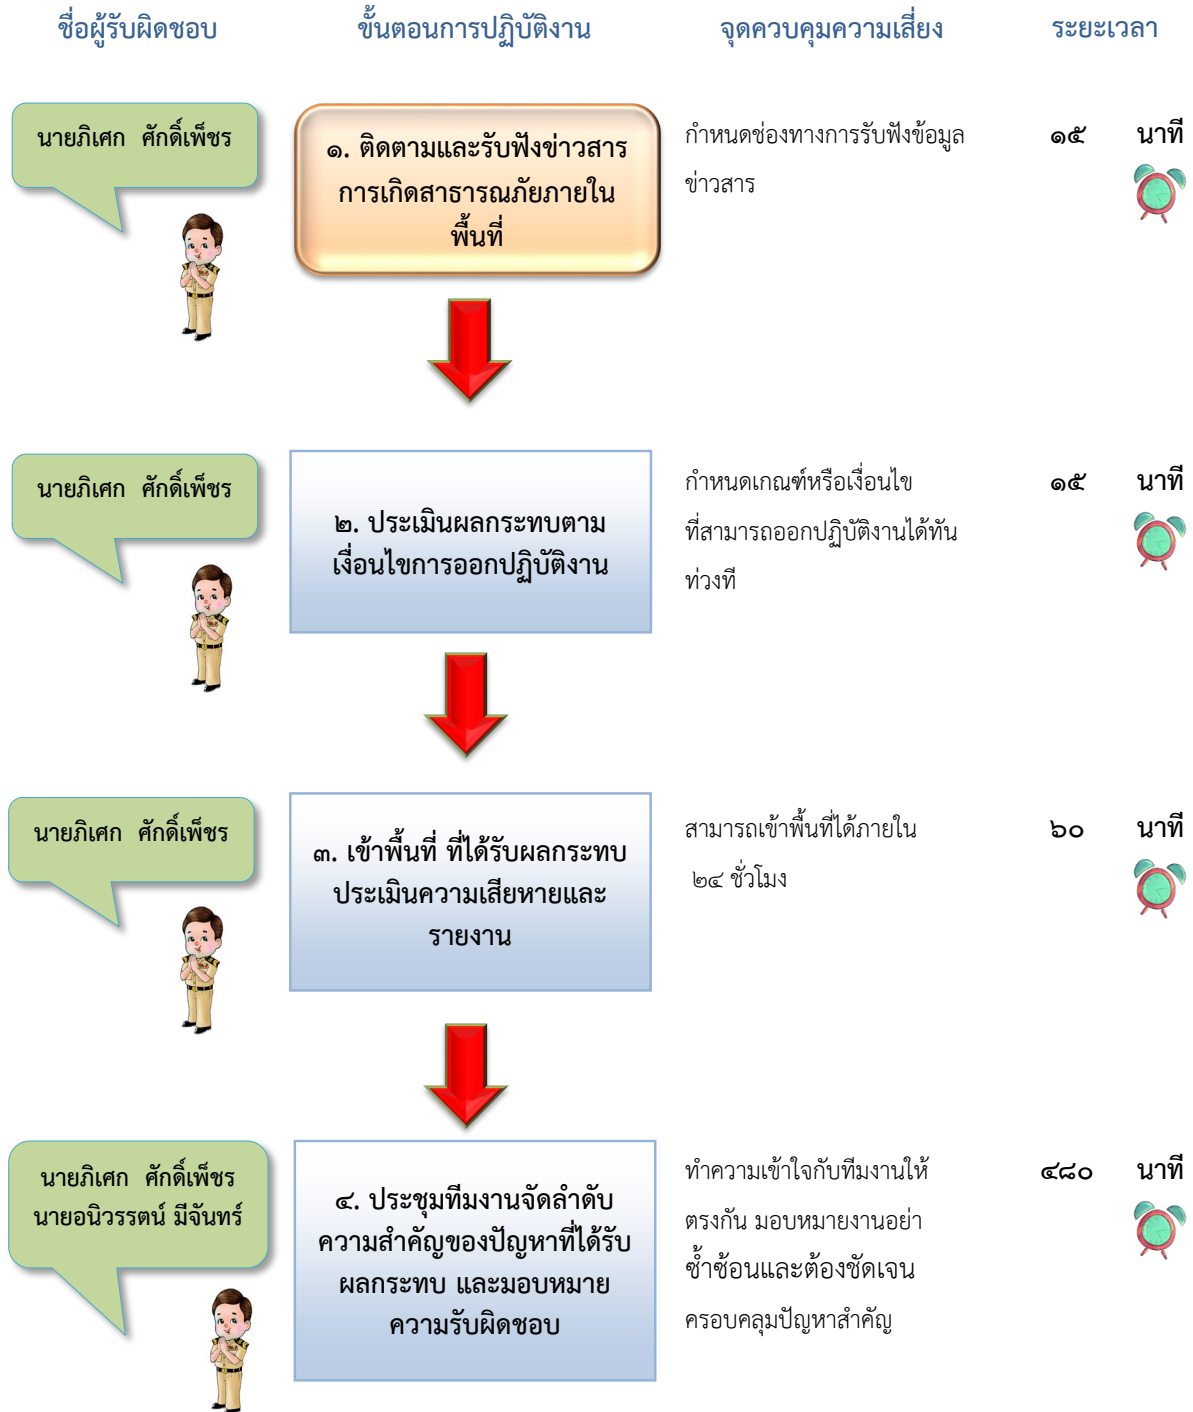 ชื่อผู้รับผิดชอบ ขั้นตอนการปฏิบัติงาน จุดควบคุมความเสี่ยง ระยะเวลา
นายภิเศก ศักดิ์เพ็ชร
๑. ติดตามและรับฟังข่าวสาร
การเกิดสาธารณภัยภายใน
พื้นที่
กำหนดช่องทางการรับฟังข้อมูล
ข่าวสาร
๑๕ นาที
นายภิเศก ศักดิ์เพ็ชร
๒. ประเมินผลกระทบตาม
เงื่อนไขการออกปฏิบัติงาน
กำหนดเกณฑ์หรือเงื่อนไข
ที่สามารถออกปฏิบัติงานได้ทัน
ท่วงที
๑๕ นาที
นายภิเศก ศักดิ์เพ็ชร
๓. เข้าพื้นที่ ที่ได้รับผลกระทบ
ประเมินความเสียหายและ
รายงาน
สามารถเข้าพื้นที่ได้ภายใน
๒๔ ชั่วโมง
๖๐ นาที
นายภิเศก ศักดิ์เพ็ชร
นายอนิวรรตน์ มีจันทร์
๔. ประชุมทีมงานจัดลำดับ
ความสำคัญของปัญหาที่ได้รับ
ผลกระทบ และมอบหมาย
ความรับผิดชอบ
ทำความเข้าใจกับทีมงานให้
ตรงกัน มอบหมายงานอย่า
ซ้ำซ้อนและต้องชัดเจน
ครอบคลุมปัญหาสำคัญ
๔๘๐ นาที